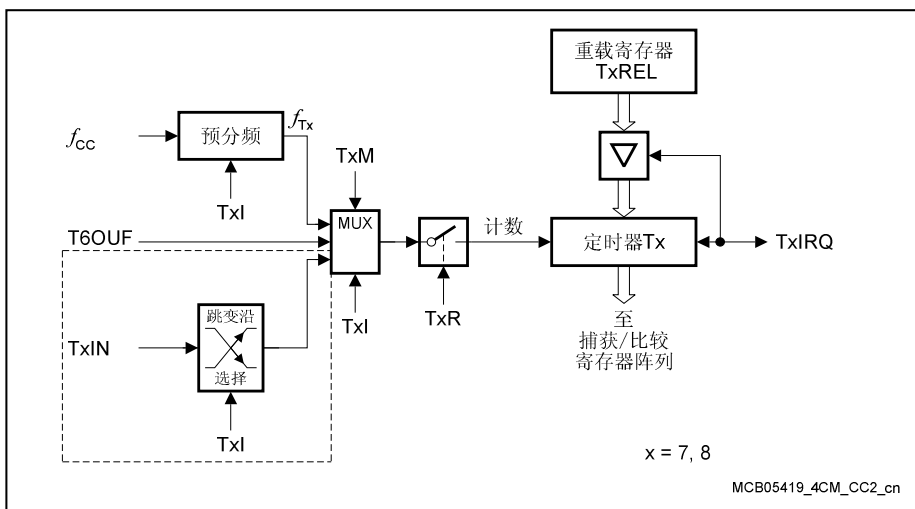 重载寄存器
TxREL
fCC
预分频
fTx
TxI
TxM
T6OUF
MUX
计数
定时器Tx
TxIRQ
TxI
TxR
TxIN
跳变沿
选择
TxI
至
捕获/比较
寄存器阵列
x = 7, 8
MCB05419_4CM_CC2_cn